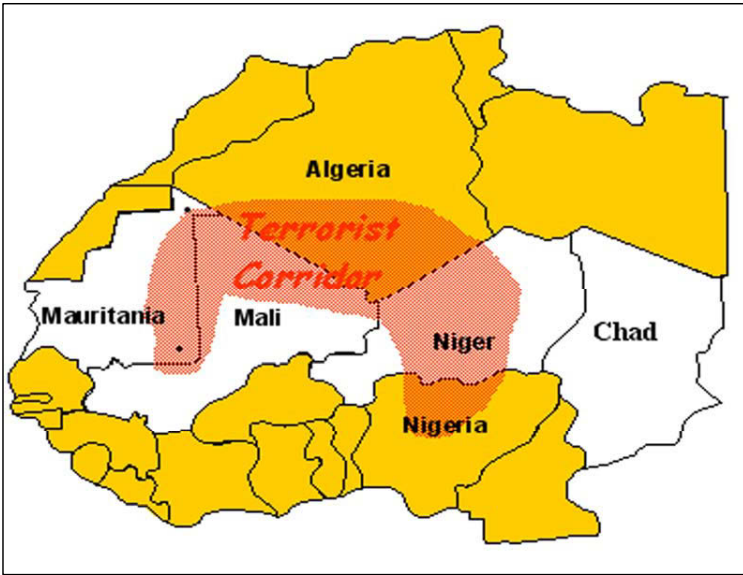 Algeria
Terrorist
Corridor
Mauritania
Mali
Niger
Chad
Nigeria